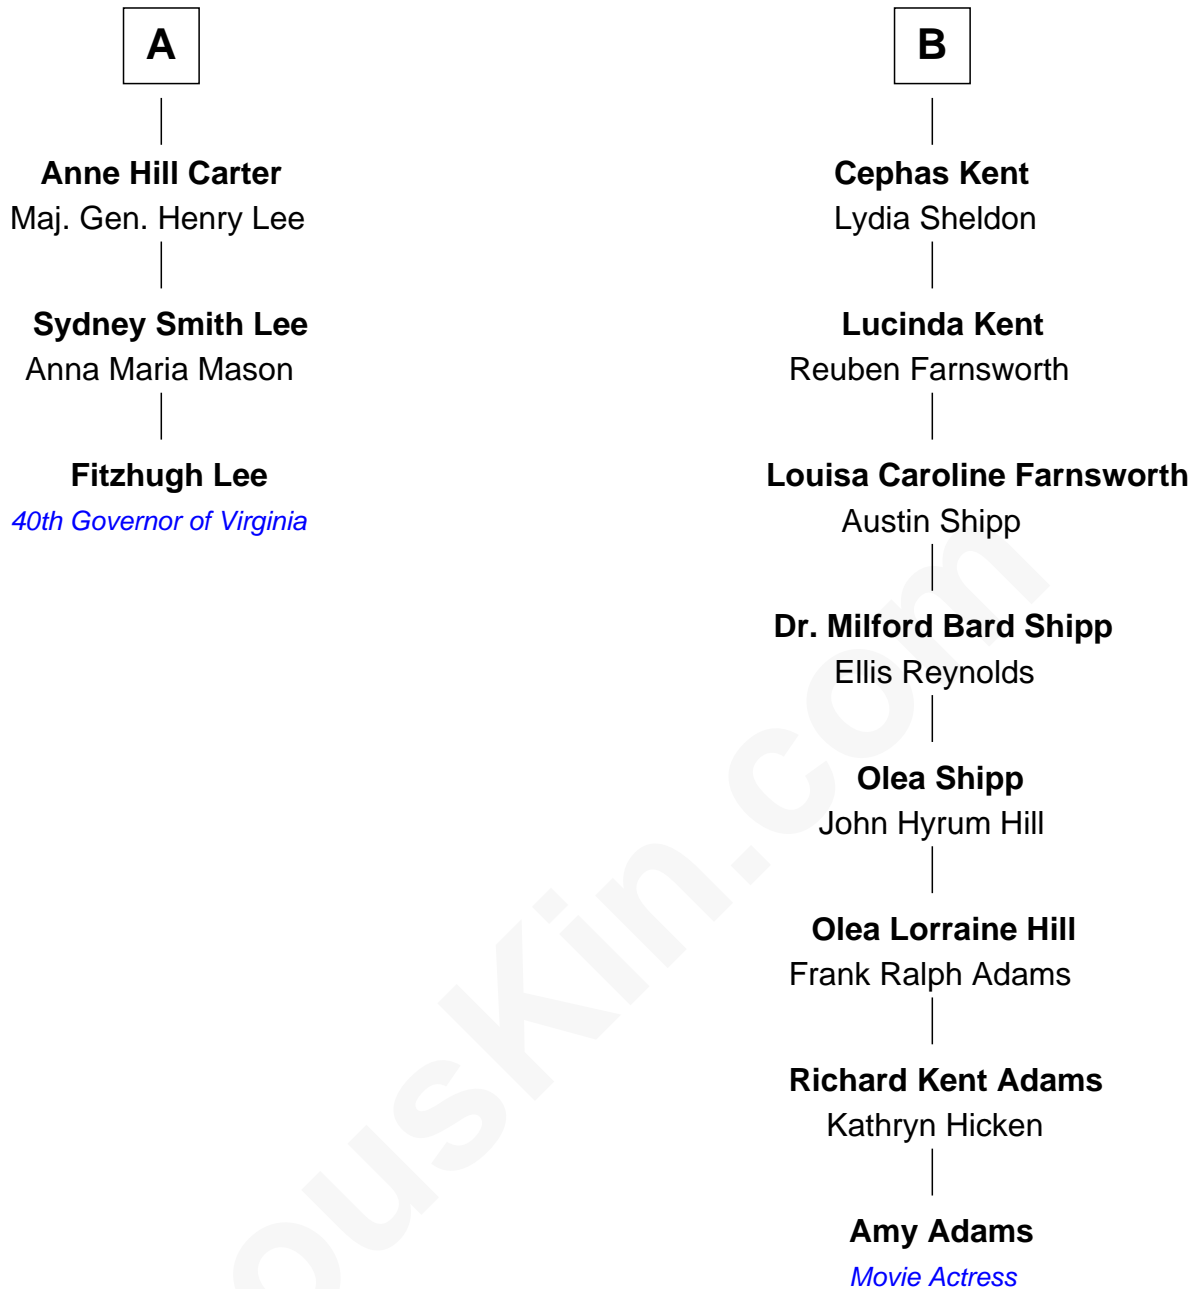 A
Anne Hill Carter
Maj. Gen. Henry Lee
Sydney Smith Lee
Anna Maria Mason
Fitzhugh Lee
40th Governor of Virginia
B
Cephas Kent
Lydia Sheldon
Lucinda Kent
Reuben Farnsworth
Louisa Caroline Farnsworth
Austin Shipp
Dr. Milford Bard Shipp
Ellis Reynolds
Olea Shipp
John Hyrum Hill
Olea Lorraine Hill
Frank Ralph Adams
Richard Kent Adams
Kathryn Hicken
Amy Adams
Movie Actress
ousKin.com